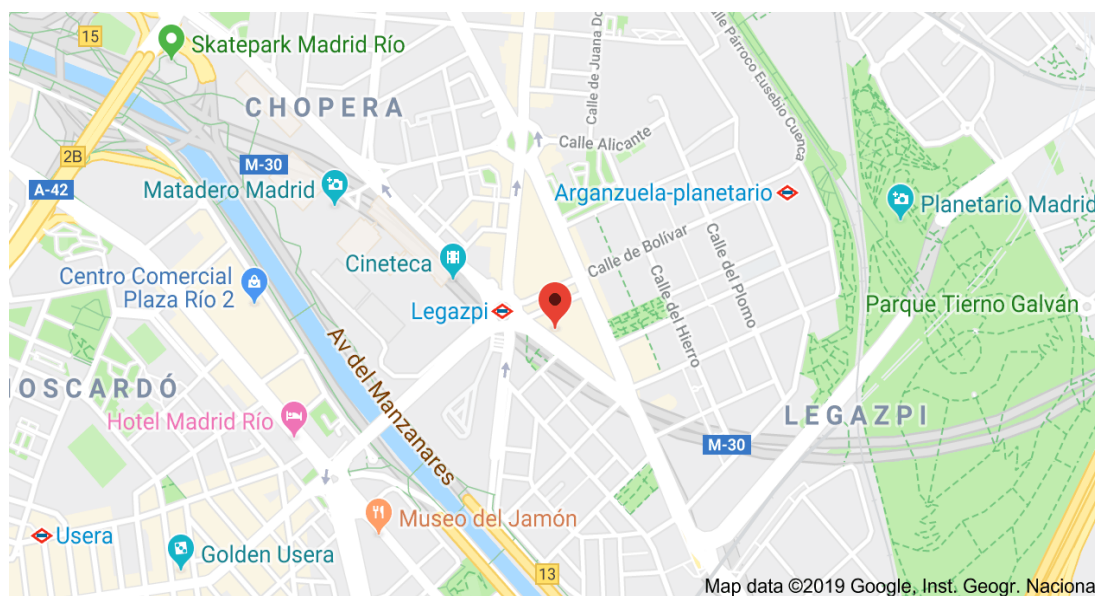 15
Skatepark Madrid Río
CHOPERA
Calle de Juana Do
Calle Párroco Eusebio Cuenca
Calle Alicante
2B
M-30
A-42
Matadero Madrid
Arganzuela-planetario
Planetario Madrid
Calle de Bolívar
Calle del Plomo
Cineteca
Centro Comercial
Plaza Río 2
Calle del Hierro
Legazpi
Parque Tierno Galván
Av del Manzanares
OSCARDÓ
Hotel Madrid Río
LEGAZPI
M-30
Museo del Jamón
Usera
Golden Usera
13
Map data ©2019 Google, Inst. Geogr. Naciona